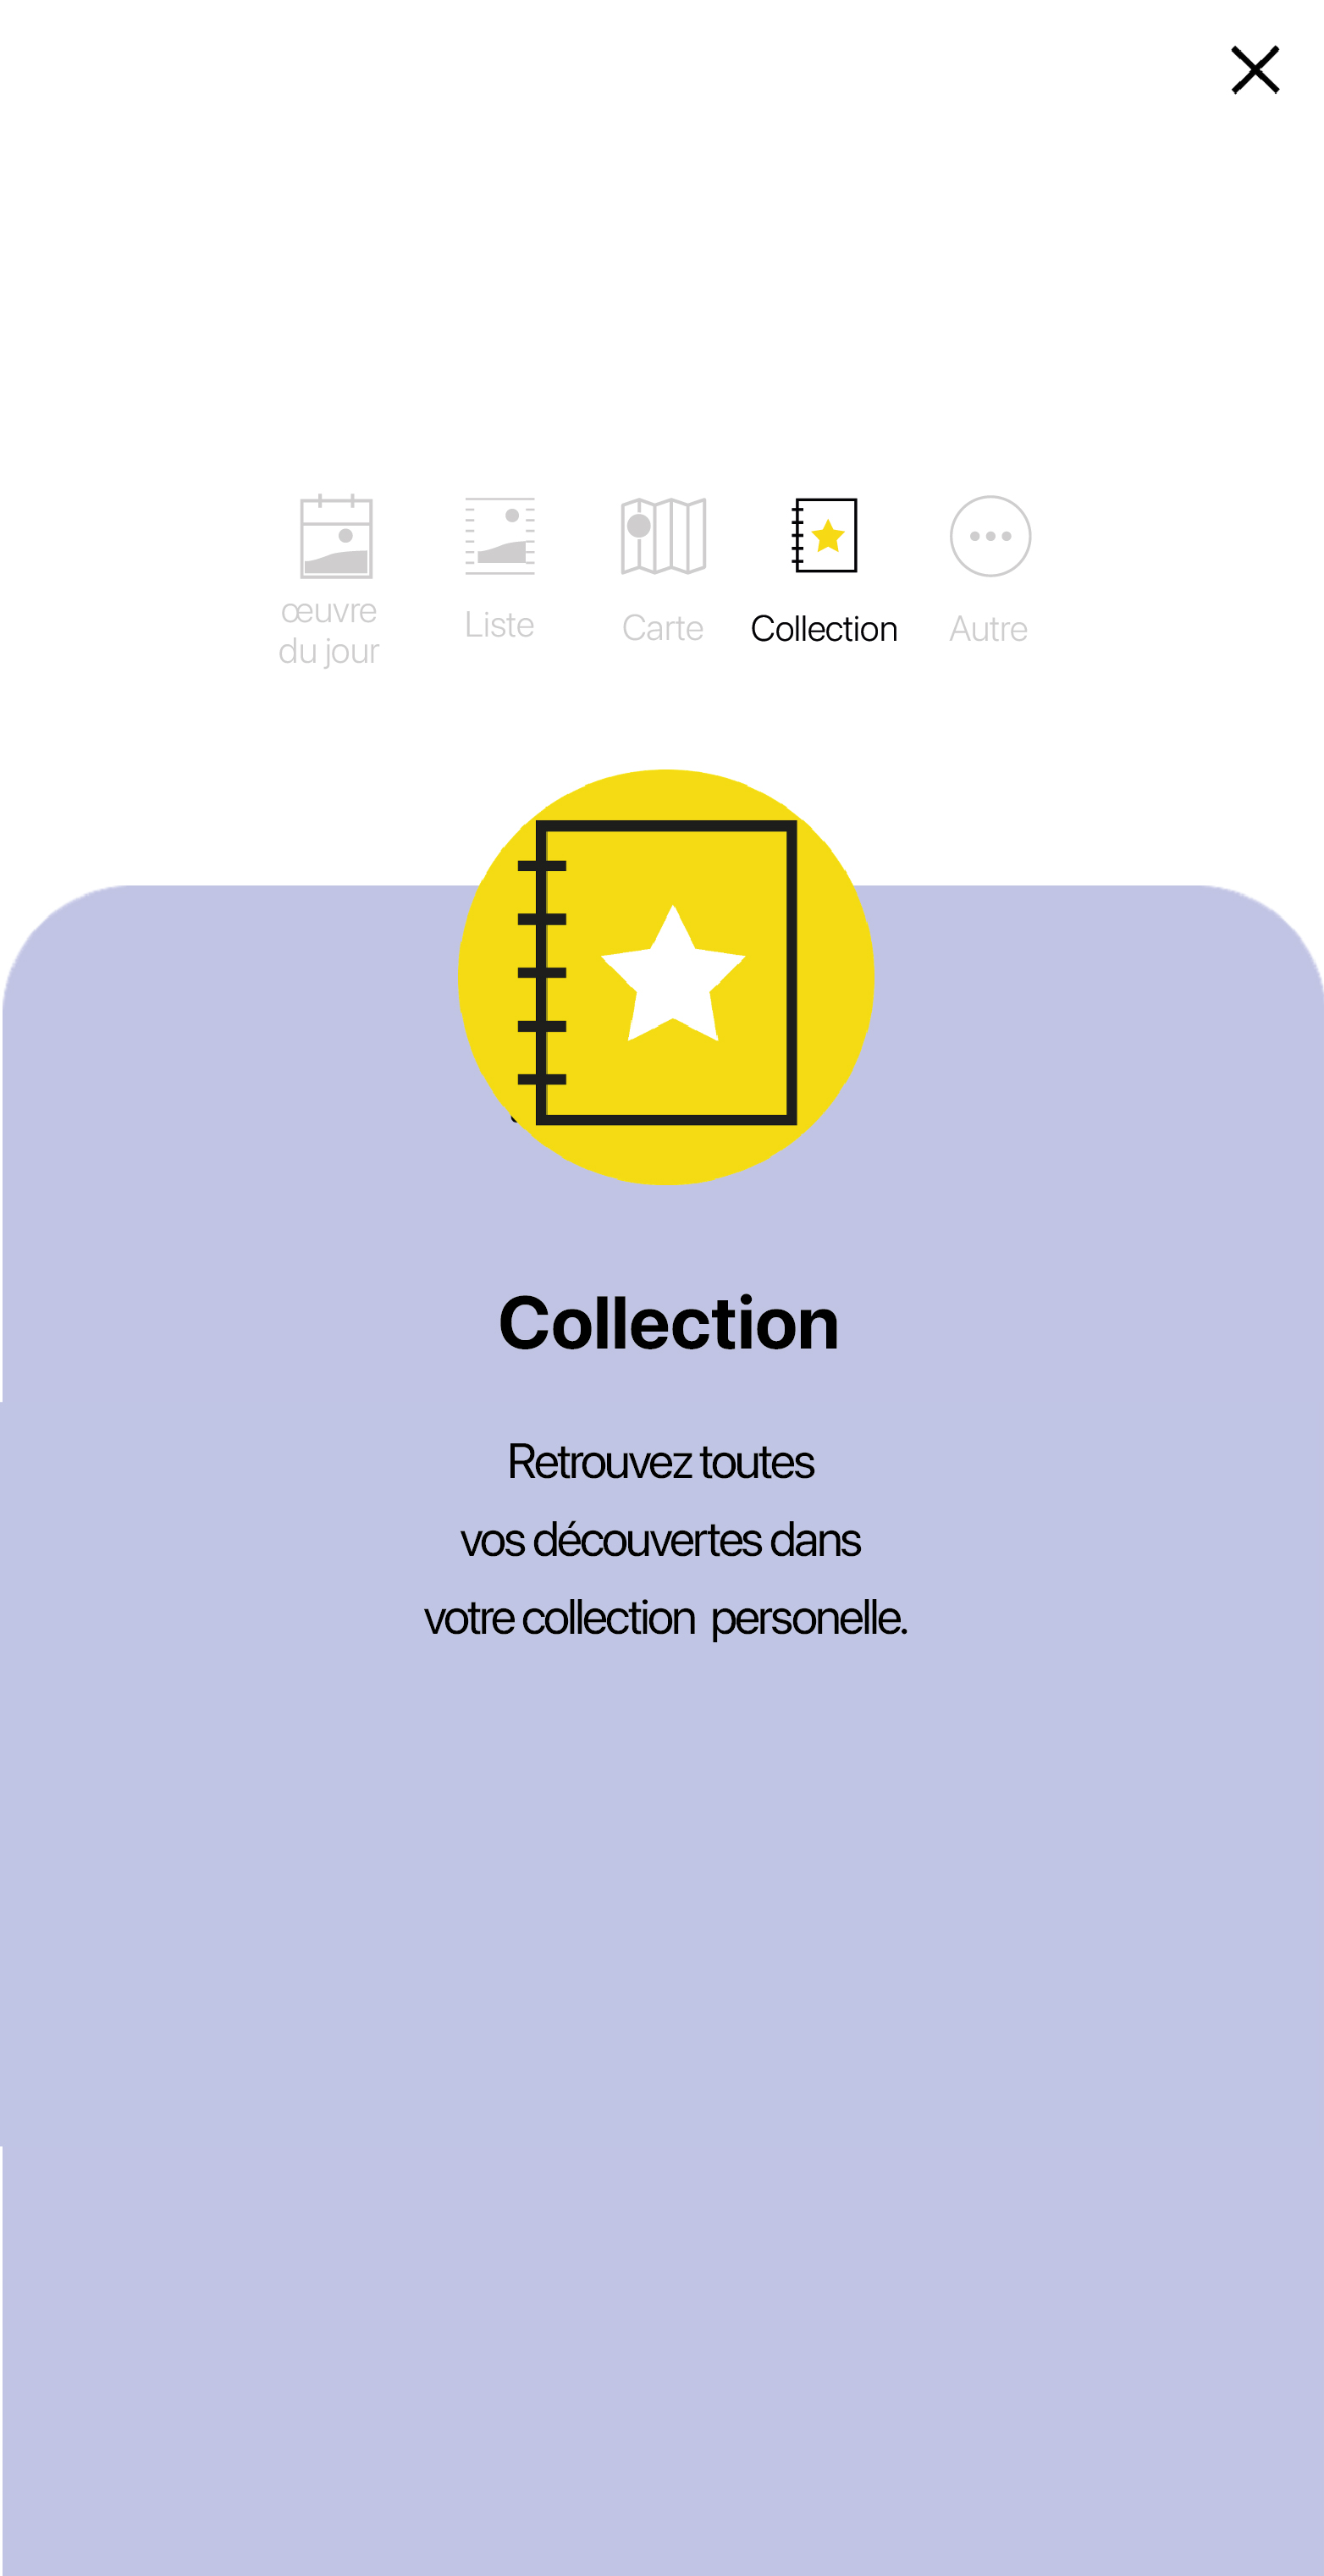 œuvre
du jour
Liste
Carte
Collection
Autre
Collection
Retrouvez toutes
vos découvertes dans
votre collection  personelle.